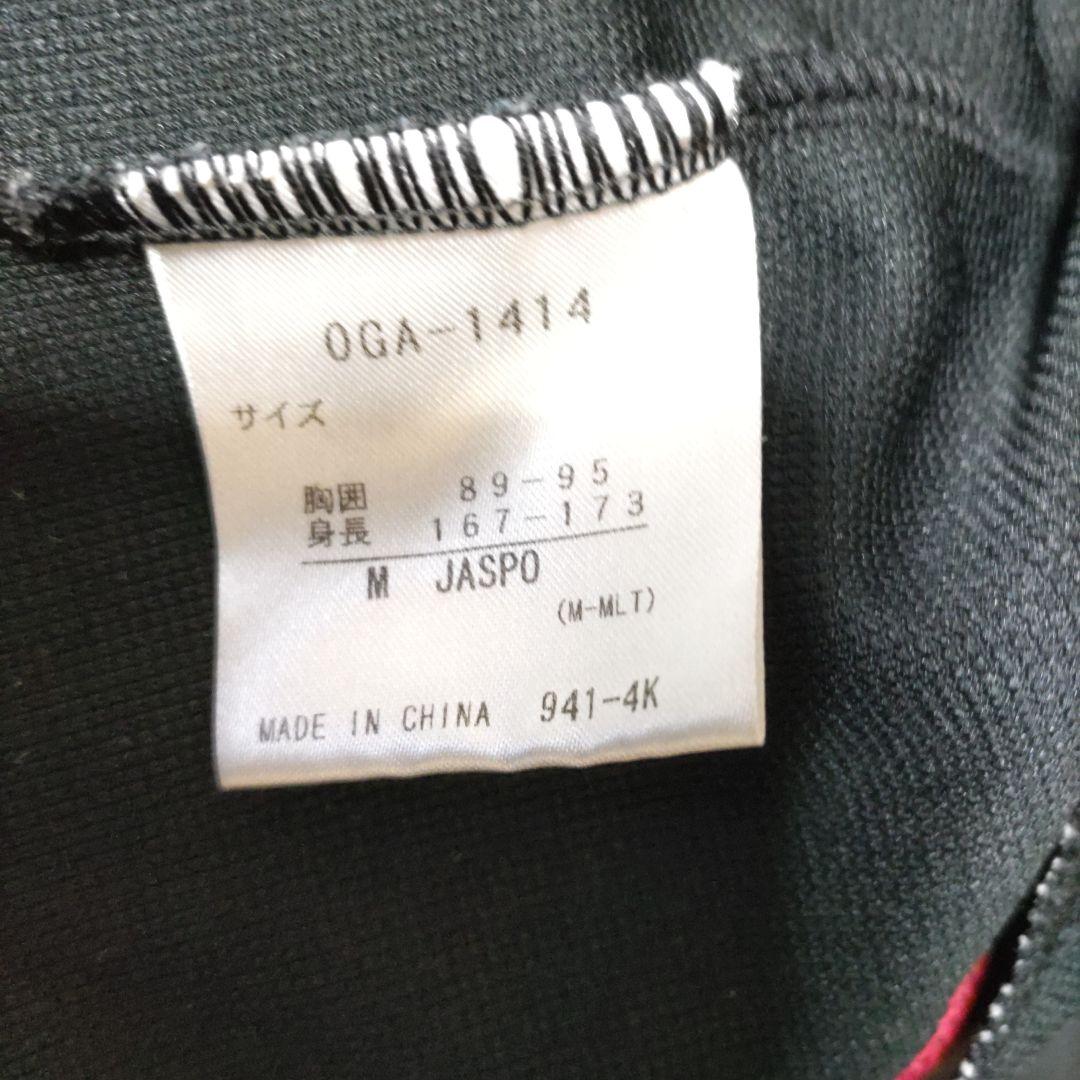 OGA-1414
サイズ
胸囲 89-95
身長 167-173
M JASPO
(M-MLT)
MADE IN CHINA 941-4K